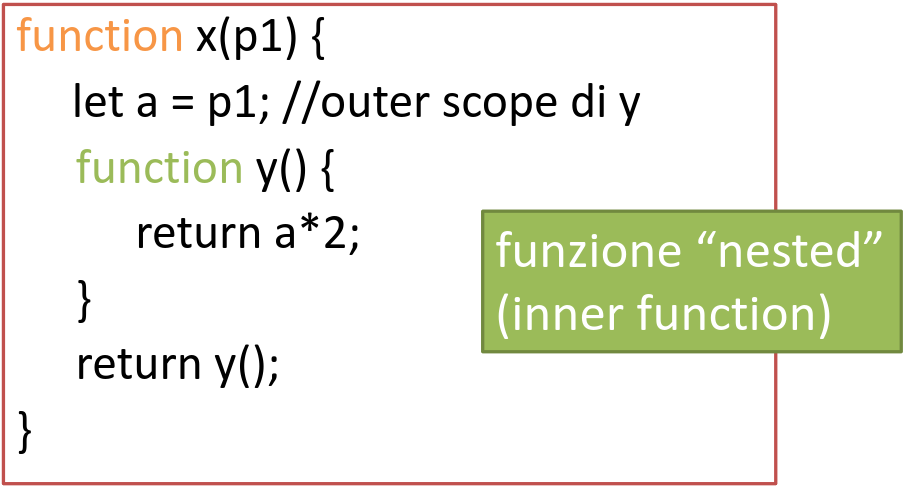 function x(p1) {
let a = p1; //outer scope di y
function y() {
return a*2;
}
return y();
}
funzione “nested”
(inner function)